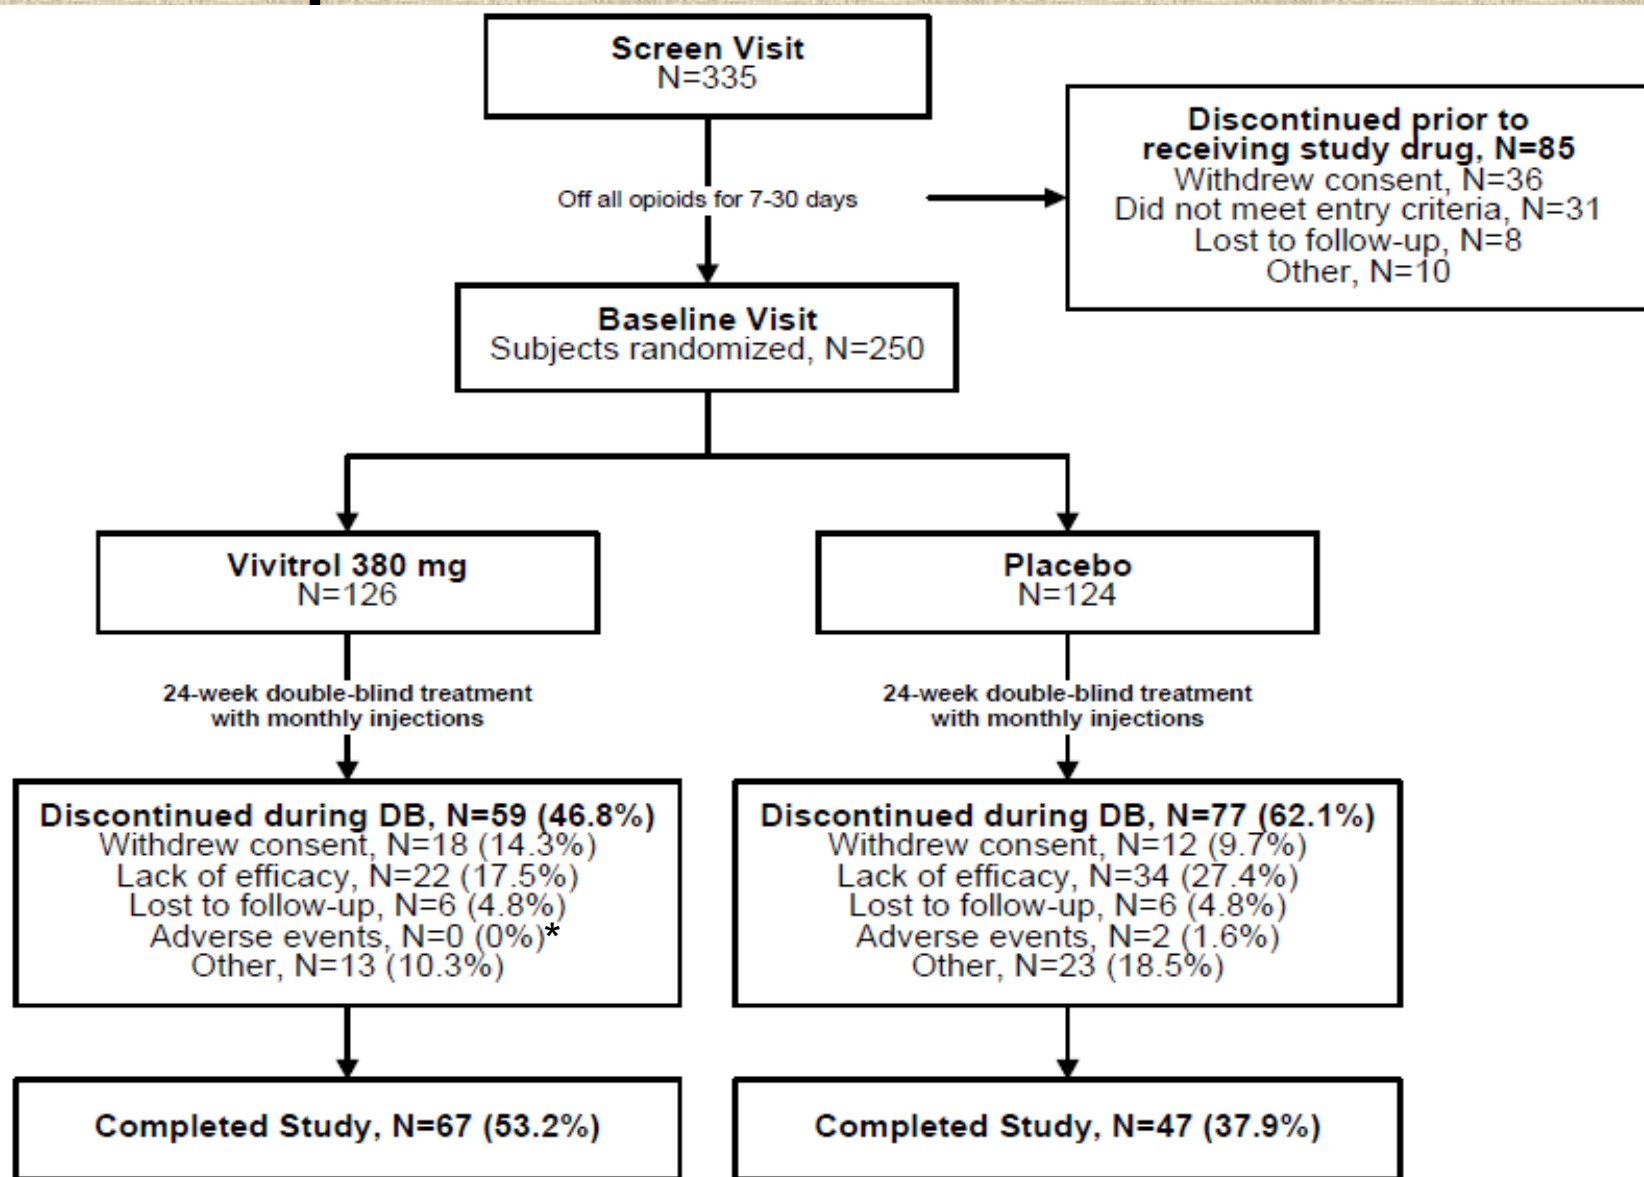 Screen Visit
N=335
Off all opioids for 7-30 days
Discontinued prior to
receiving study drug, N=85
Withdrew consent, N=36
Did not meet entry criteria, N=31
Lost to follow-up, N=8
Other, N=10
Baseline Visit
Subjects randomized, N=250
Vivitrol 380 mg
N=126
Placebo
N=124
24-week double-blind treatment
with monthly injections
24-week double-blind treatment
with monthly injections
Discontinued during DB, N=59 (46.8%)
Withdrew consent, N=18 (14.3%)
Lack of efficacy, N=22 (17.5%)
Lost to follow-up, N=6 (4.8%)
Adverse events, N=0 (0%)*
Other, N=13 (10.3%)
Discontinued during DB, N=77 (62.1%)
Withdrew consent, N=12 (9.7%)
Lack of efficacy, N=34 (27.4%)
Lost to follow-up, N=6 (4.8%)
Adverse events, N=2 (1.6%)
Other, N=23 (18.5%)
Completed Study, N=67 (53.2%)
Completed Study, N=47 (37.9%)